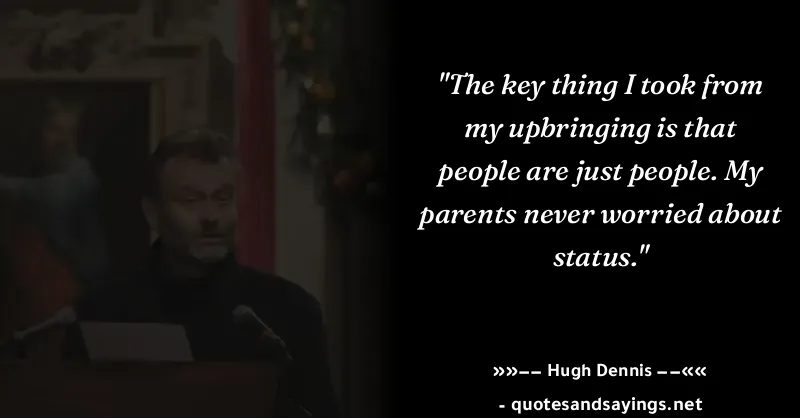 "The key thing I took from
my upbringing is that
people are just people. My
parents never worried about
status."
»»–– Hugh Dennis ––««
- quotesandsayings.net